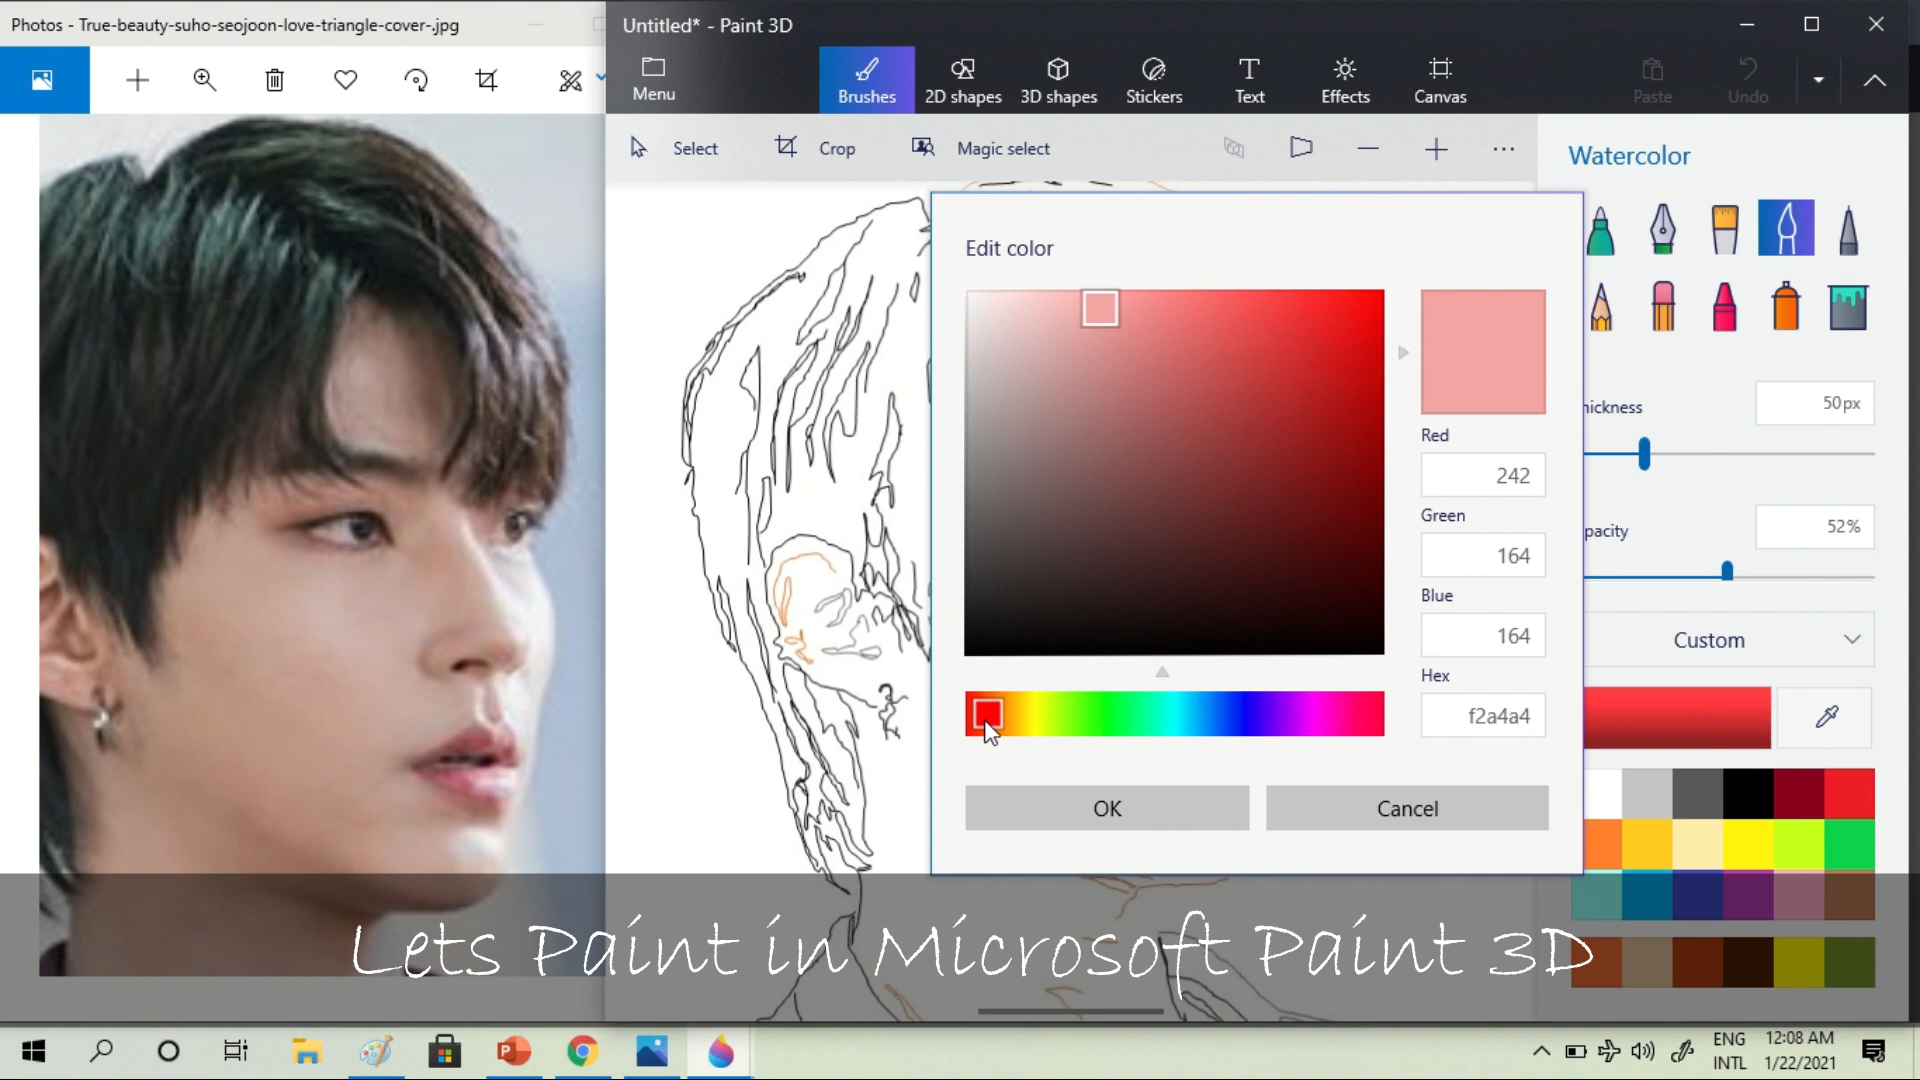 Photos - True-beauty-suho-seojoon-love-triangle-cover-.jpg
Untitled* - Paint 3D
Menu
Brushes
2D shapes
3D shapes
Stickers
Text
Effects
Canvas
Paste
Undo
Select
Crop
Magic select
Watercolor
Edit color
hickness
50px
Red
242
Green
164
pacity
52%
Blue
164
Custom
Hex
f2a4a4
OK
Cancel
Lets Paint in Microsoft Paint 3D
ENG
INTL
12:08 AM
1/22/2021